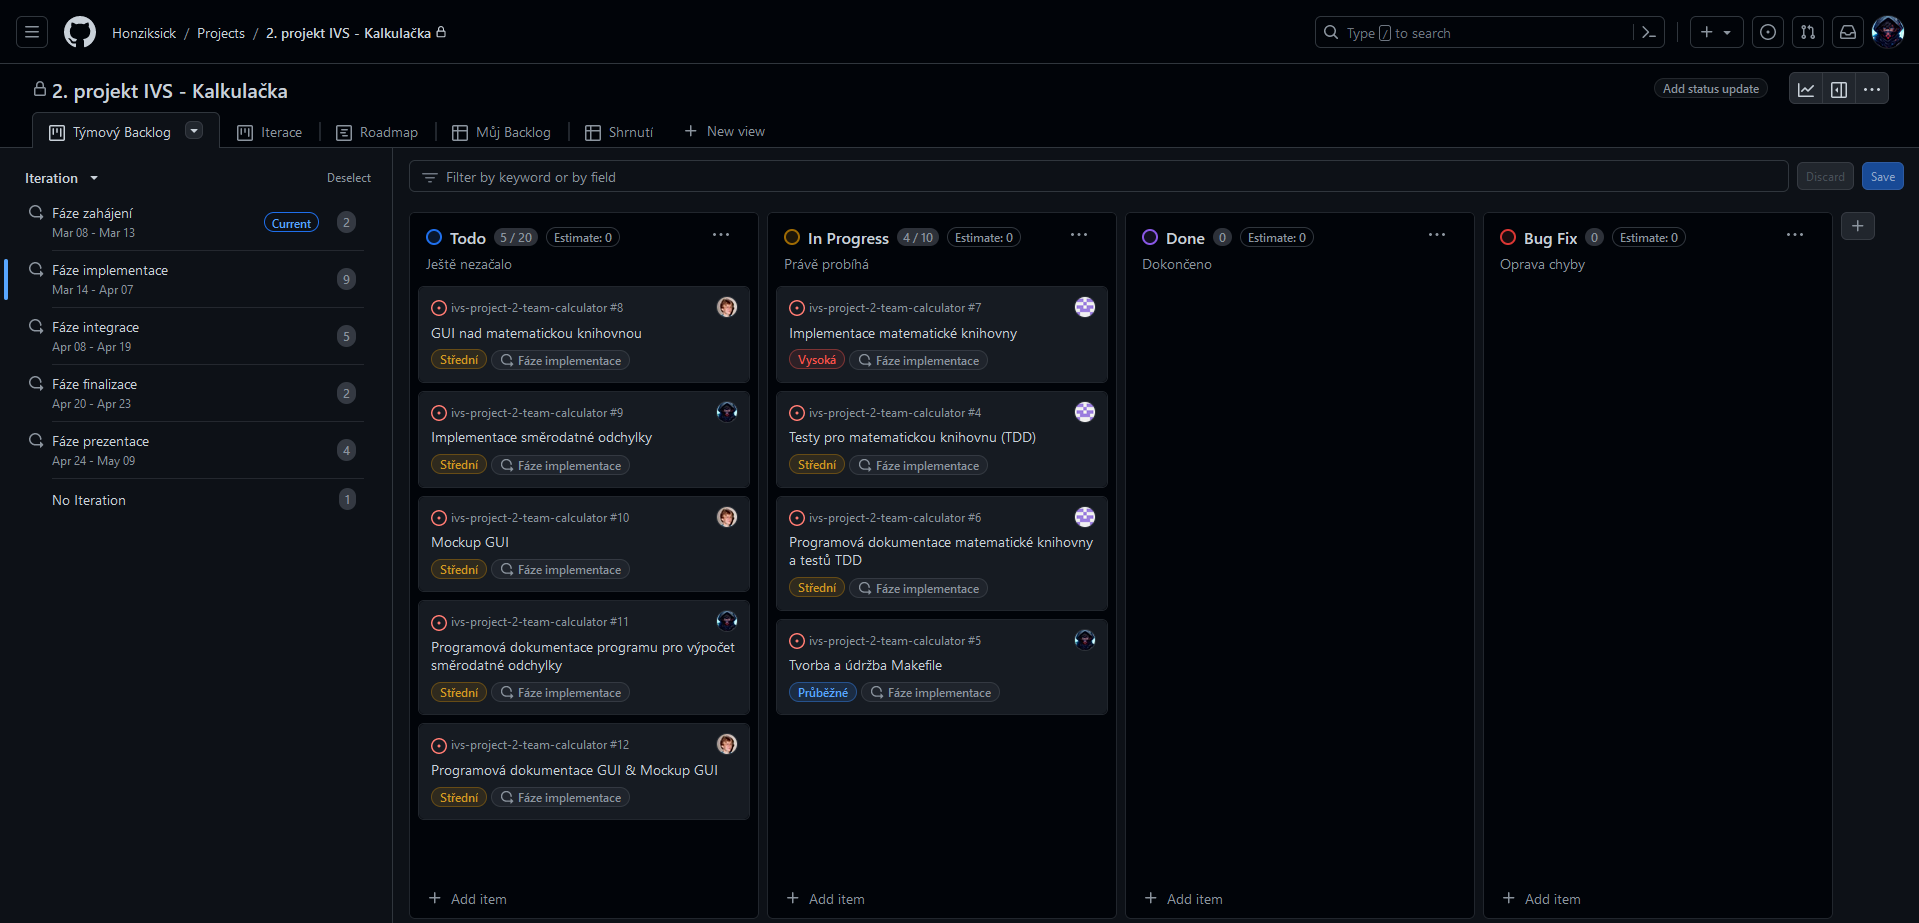 Honziksick / Projects / 2. projekt IVS - Kalkulačka
Type / to search
2. projekt IVS - Kalkulačka
Add status update
Týmový Backlog
Iterace
Roadmap
Můj Backlog
Shrnutí
New view
Iteration
Deselect
Fáze zahájení
Mar 08 - Mar 13
Current
2
Fáze implementace
Mar 14 - Apr 07
9
Fáze integrace
Apr 08 - Apr 19
5
Fáze finalizace
Apr 20 - Apr 23
2
Fáze prezentace
Apr 24 - May 09
4
No Iteration
1
Filter by keyword or by field
Discard
Save
Todo
5 / 20
Estimate: 0
Ještě nezačalo
ivs-project-2-team-calculator #8
GUI nad matematickou knihovnou
Střední
Fáze implementace
ivs-project-2-team-calculator #9
Implementace směrodatné odchylky
Střední
Fáze implementace
ivs-project-2-team-calculator #10
Mockup GUI
Střední
Fáze implementace
ivs-project-2-team-calculator #11
Programová dokumentace programu pro výpočet
směrodatné odchylky
Střední
Fáze implementace
ivs-project-2-team-calculator #12
Programová dokumentace GUI & Mockup GUI
Střední
Fáze implementace
Add item
In Progress
4 / 10
Estimate: 0
Právě probíhá
ivs-project-2-team-calculator #7
Implementace matematické knihovny
Vysoká
Fáze implementace
ivs-project-2-team-calculator #4
Testy pro matematickou knihovnu (TDD)
Střední
Fáze implementace
ivs-project-2-team-calculator #6
Programová dokumentace matematické knihovny
a testů TDD
Střední
Fáze implementace
ivs-project-2-team-calculator #5
Tvorba a údržba Makefile
Průběžné
Fáze implementace
Add item
Done
0
Estimate: 0
Dokončeno
Add item
Bug Fix
0
Estimate: 0
Oprava chyby
Add item